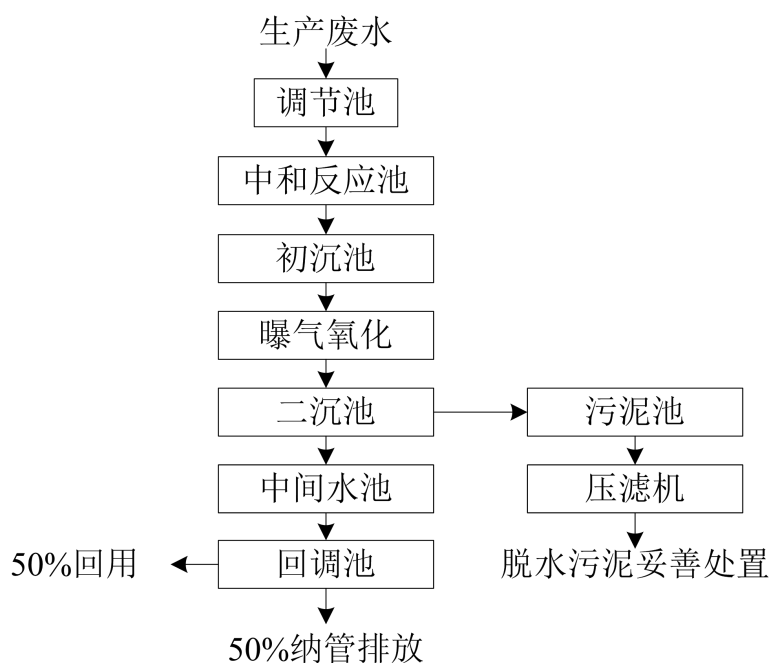 生产废水
调节池
中和反应池
初沉池
曝气氧化
二沉池
污泥池
中间水池
压滤机
50%回用
回调池
脱水污泥妥善处置
50%纳管排放